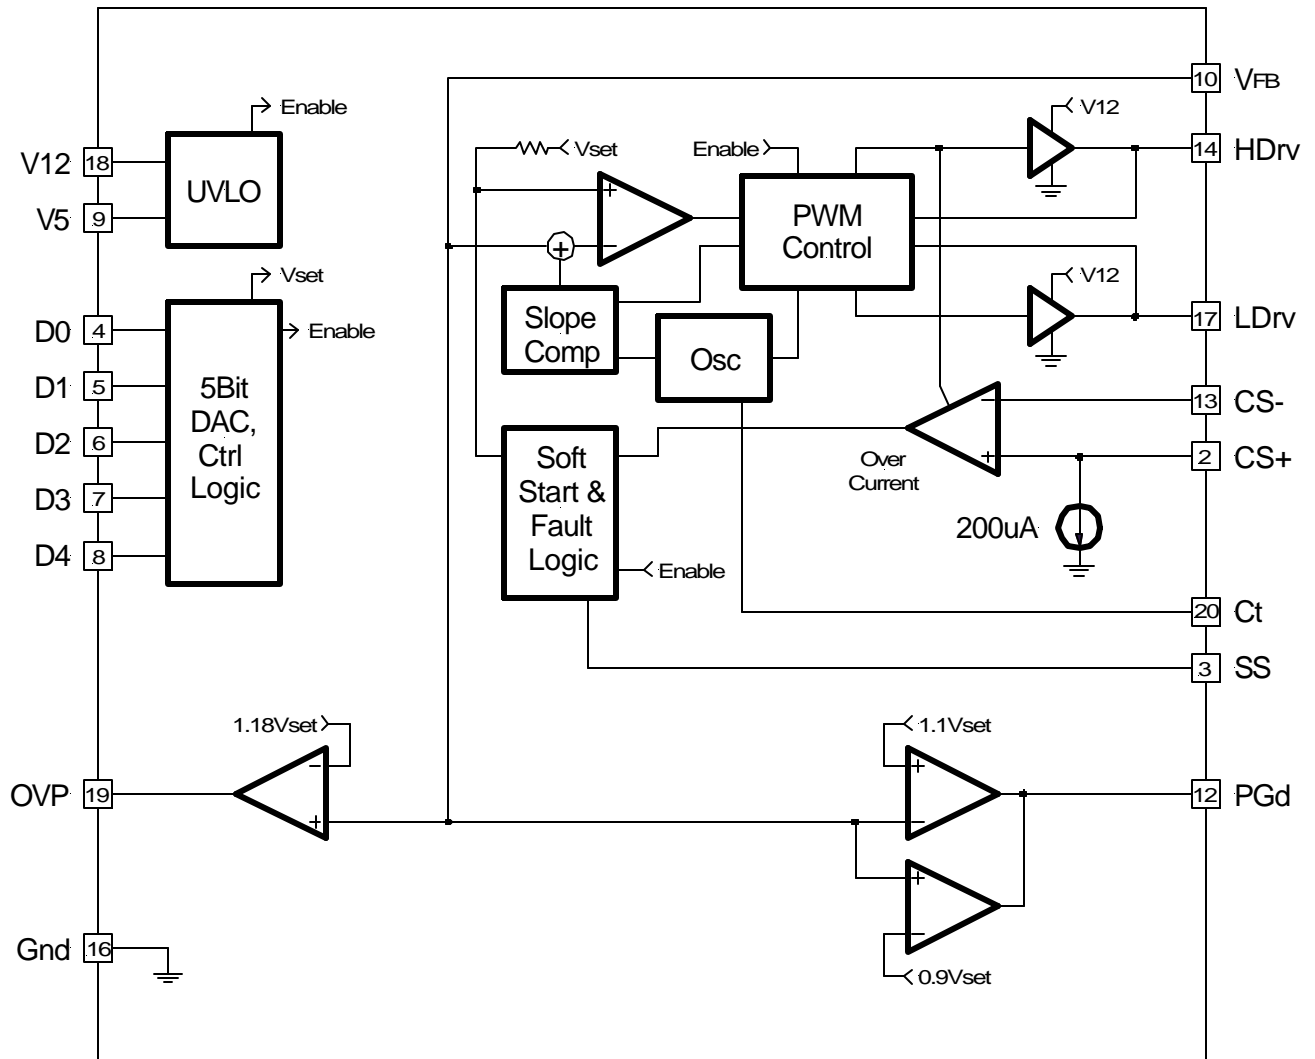 10 VFB
Enable
V12
V12 18
UVLO
Vset
Enable
14 HDrv
V5 9
PWM
Control
+
−
+
Vset
V12
D0 4
Enable
Slope
Comp
Osc
17 LDrv
D1 5
5Bit
DAC,
Ctrl
Logic
− 13 CS-
D2 6
Soft
Start &
Fault
Logic
Over
Current
+ 2 CS+
D3 7
200uA
D4 8
Enable
20 Ct
3 SS
1.18Vset
1.1Vset
−
+
OVP 19
12 PGd
+
−
+
−
Gnd 16
0.9Vset